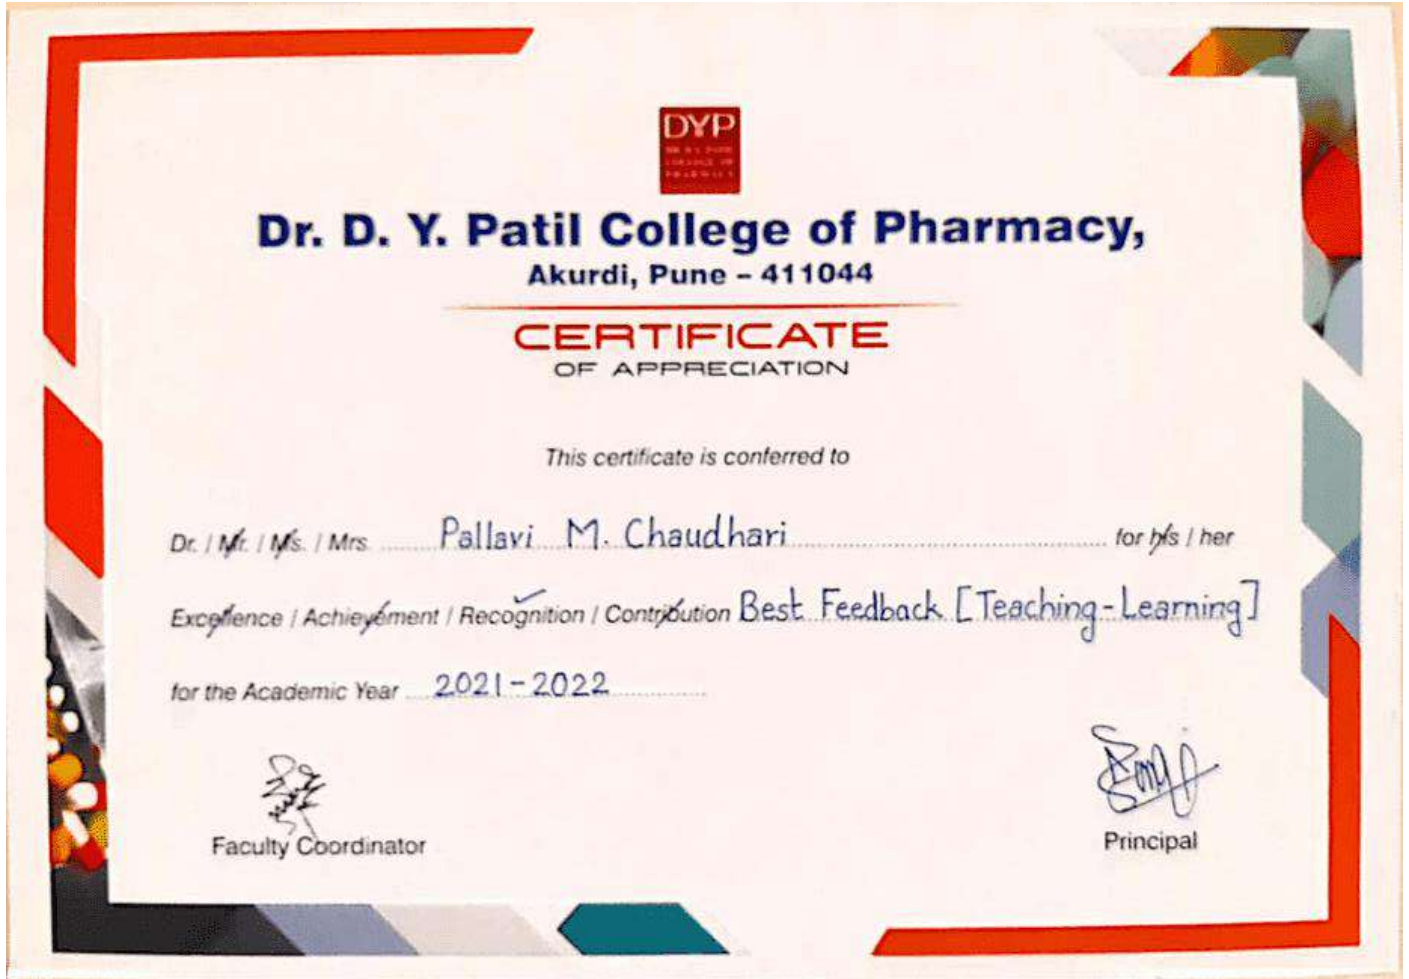 DYP
Dr. D. Y. Patil College of Pharmacy,
Akurdi, Pune – 411044
CERTIFICATE
OF APPRECIATION
This certificate is conferred to
Dr. / Mr. / Ms. / Mrs. Pallavi M. Chaudhari for his / her
Excellence / Achievement / Recognition / Contribution Best Feedback [Teaching-Learning]
for the Academic Year 2021-2022
Faculty Coordinator
Principal